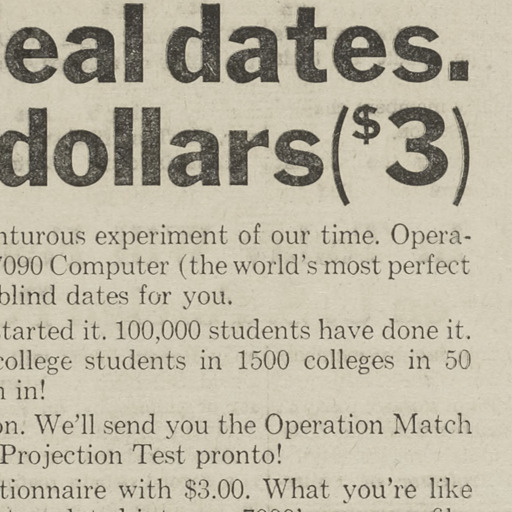 eal dates.
dollars($3)
nturous experiment of our time. Opera-
7090 Computer (the world's most perfect
blind dates for you.
started it. 100,000 students have done it.
college students in 1500 colleges in 50
n in!
on. We'll send you the Operation Match
Projection Test pronto!
tionnaire with $3.00. What you're like